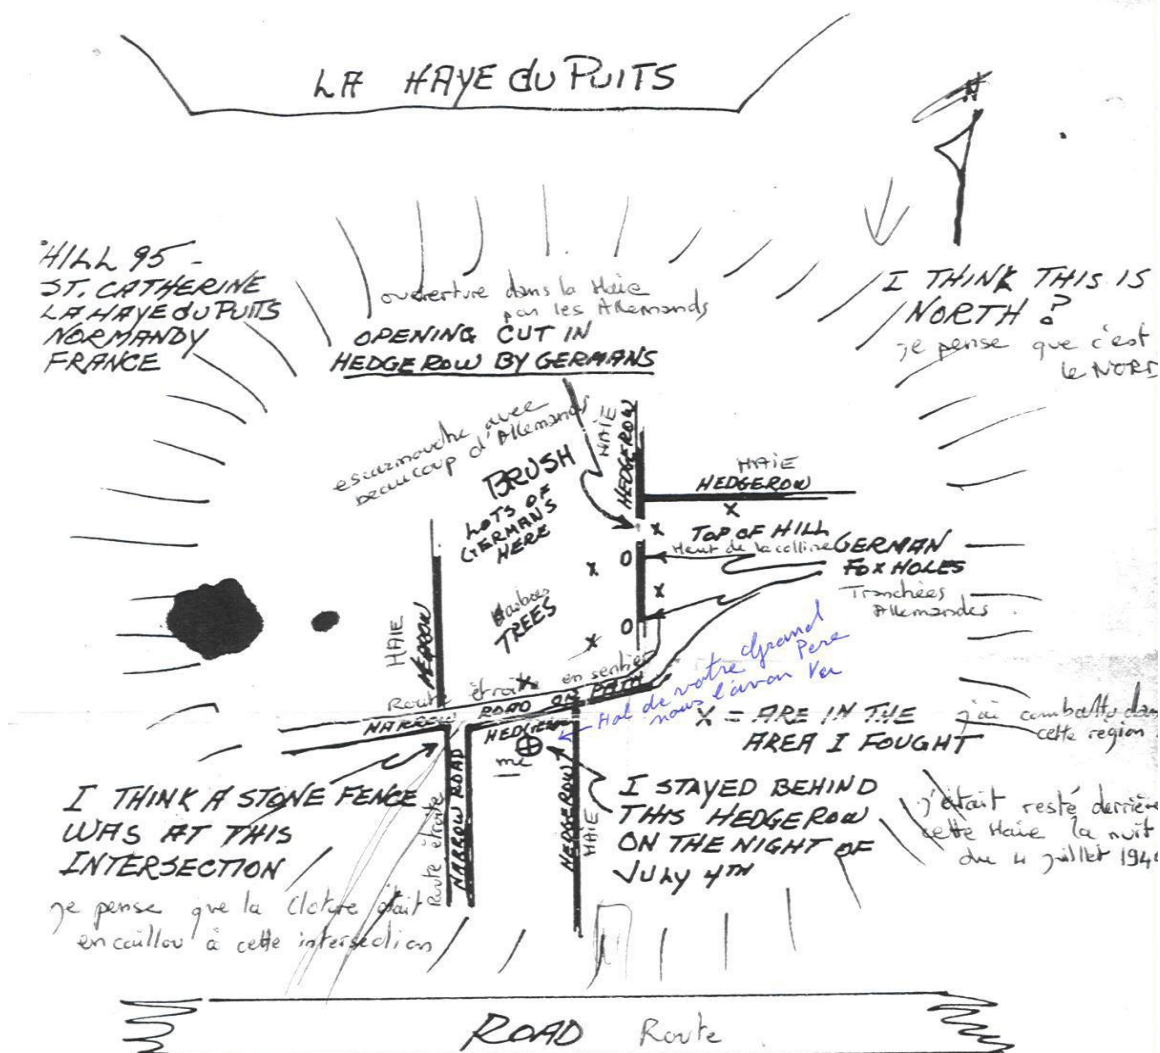 LA HAYE du PUITS
N
HILL 95 -
ST. CATHERINE
LA HAYE du PUITS
NORMANDY
FRANCE
ouverture dans la Haie
par les Allemands
OPENING CUT IN
HEDGEROW BY GERMANS
I THINK THIS IS
NORTH ?
je pense que c'est
le NORD
escarmouche avec
beaucoup d'Allemands
BRUSH
LOTS OF
GERMANS
HERE
HAIE
HEDGEROW
HAIE
HEDGEROW
X
X
TOP OF HILL
Haut de la colline
GERMAN
FOX HOLES
Tranchées
Allemandes
O
X
X
O
X
TREES
HAIE
X
Route étroite en sentier
NARROW ROAD OR PATH
de votre Grand
Pere
nous
X = ARE IN THE
AREA I FOUGHT
j'ai combattu dans
cette région
me
I THINK A STONE FENCE
WAS AT THIS
INTERSECTION
je pense que la cloture était
en caillou à cette intersection
Route étroite
NARROW ROAD
HEDGEROW
HAIE
I STAYED BEHIND
THIS HEDGEROW
ON THE NIGHT OF
JULY 4TH
j'était resté derrière
cette Haie la nuit
du 4 juillet
ROAD Route